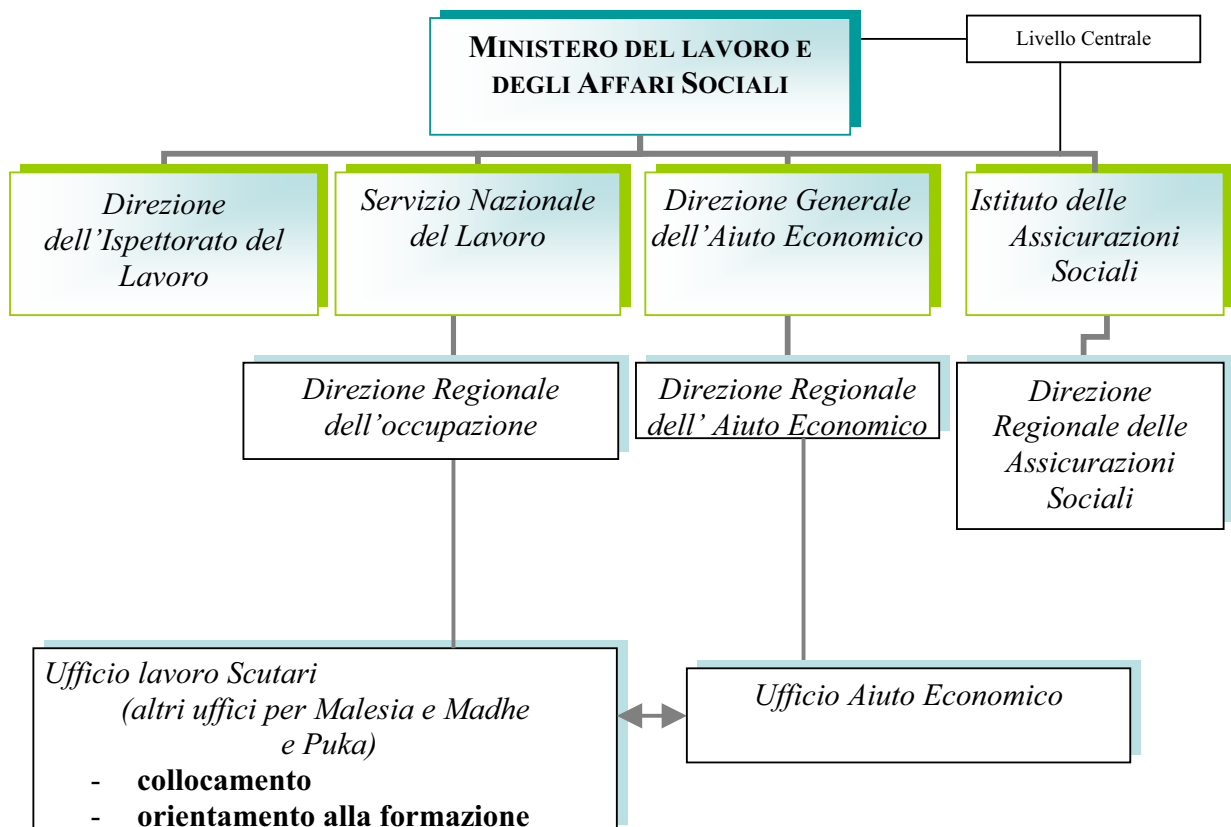 MINISTERO DEL LAVORO E
DEGLI AFFARI SOCIALI
Livello Centrale
Direzione
dell’Ispettorato del
Lavoro
Servizio Nazionale
del Lavoro
Direzione Generale
dell’Aiuto Economico
Istituto delle
Assicurazioni
Sociali
Direzione Regionale
dell’occupazione
Direzione Regionale
dell’ Aiuto Economico
Direzione
Regionale delle
Assicurazioni
Sociali
Ufficio lavoro Scutari
(altri uffici per Malesia e Madhe
e Puka)
- collocamento
- orientamento alla formazione
Ufficio Aiuto Economico